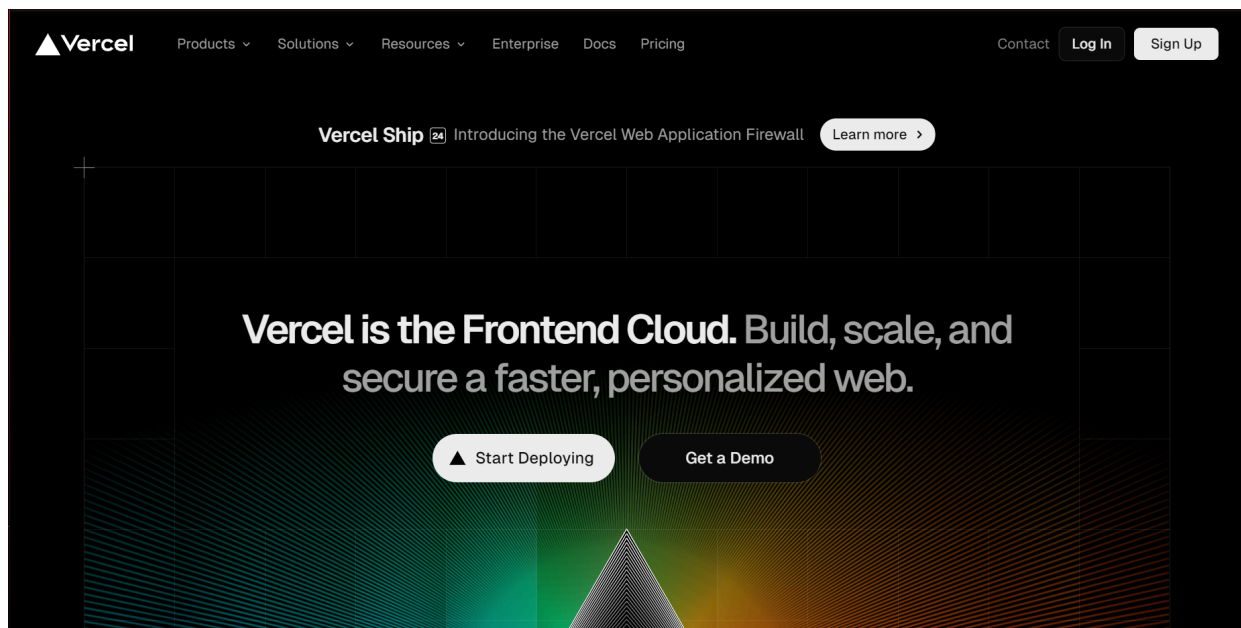 Vercel
Products
Solutions
Resources
Enterprise
Docs
Pricing
Contact
Log In
Sign Up
Vercel Ship 24 Introducing the Vercel Web Application Firewall
Learn more
Vercel is the Frontend Cloud. Build, scale, and
secure a faster, personalized web.
Start Deploying
Get a Demo